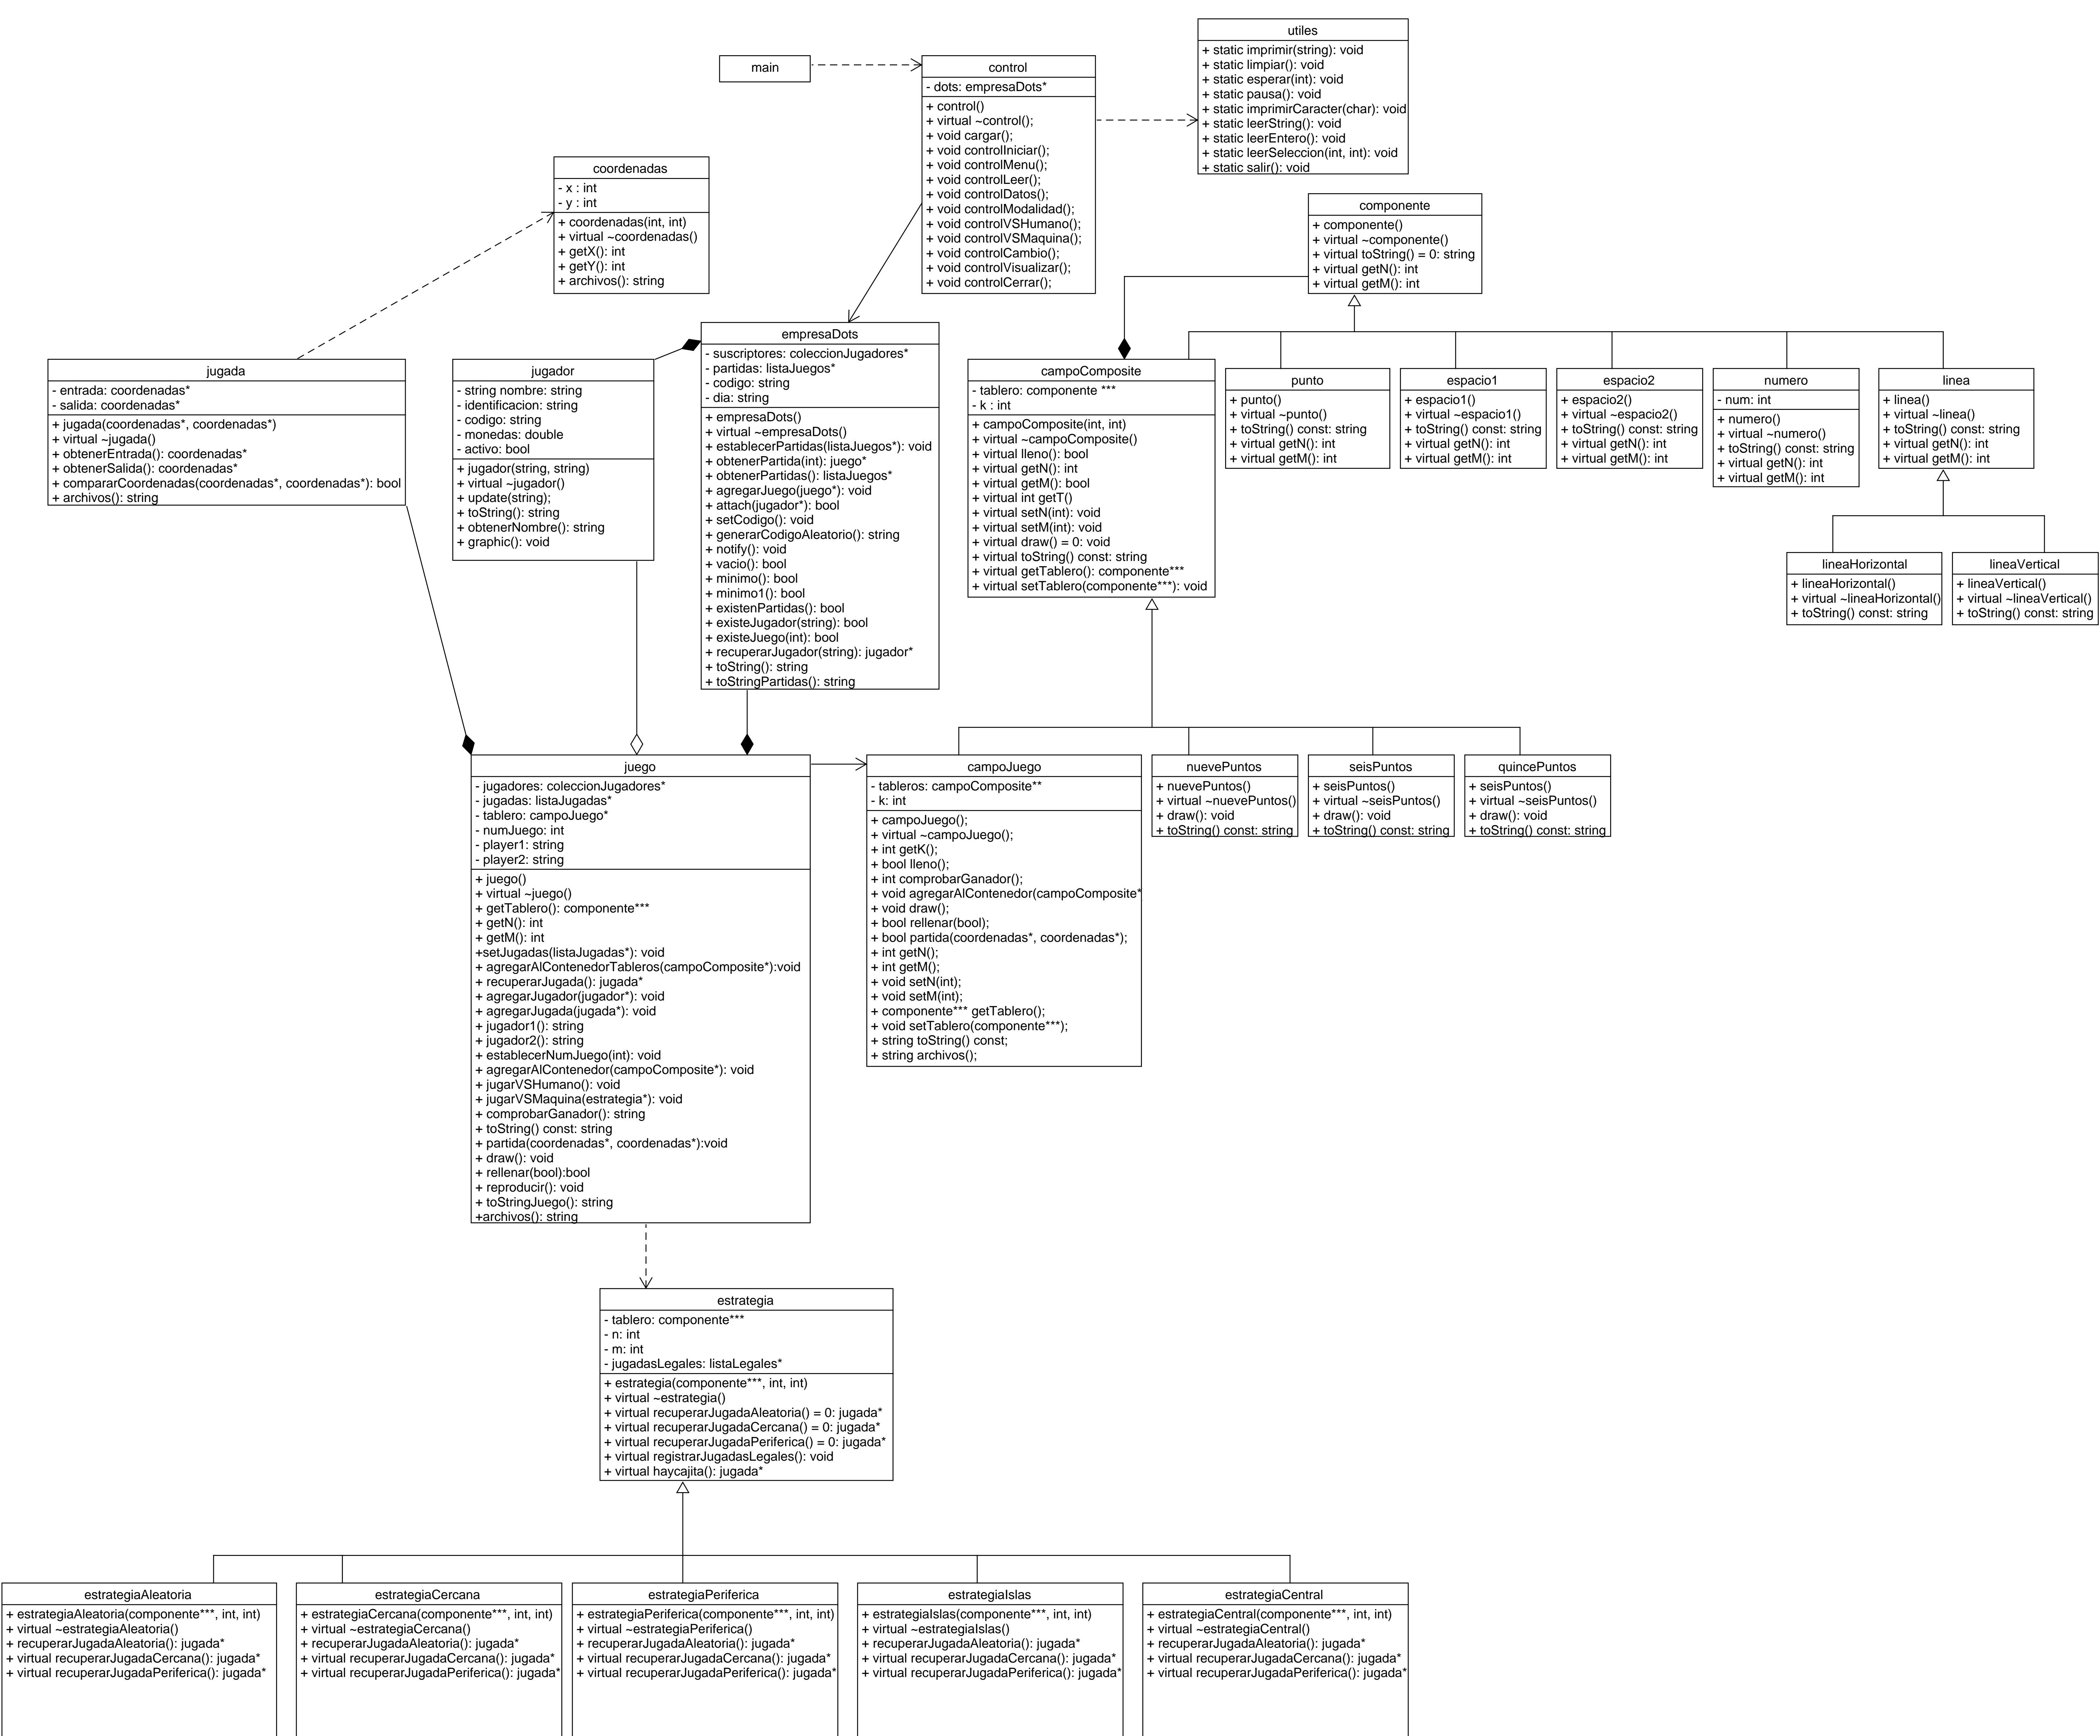 utiles
+ static imprimir(string): void
+ static limpiar(): void
+ static esperar(int): void
+ static pausa(): void
+ static imprimirCaracter(char): void
+ static leerString(): void
+ static leerEntero(): void
+ static leerSeleccion(int, int): void
+ static salir(): void
main
control
- dots: empresaDots*
+ control()
+ virtual ~control();
+ void cargar();
+ void controlIniciar();
+ void controlMenu();
+ void controlLeer();
+ void controlDatos();
+ void controlModalidad();
+ void controlVSHumano();
+ void controlVSMaquina();
+ void controlCambio();
+ void controlVisualizar();
+ void controlCerrar();
coordenadas
- x : int
- y : int
+ coordenadas(int, int)
+ virtual ~coordenadas()
+ getX(): int
+ getY(): int
+ archivos(): string
componente
+ componente()
+ virtual ~componente()
+ virtual toString() = 0: string
+ virtual getN(): int
+ virtual getM(): int
jugada
- entrada: coordenadas*
- salida: coordenadas*
+ jugada(coordenadas*, coordenadas*)
+ virtual ~jugada()
+ obtenerEntrada(): coordenadas*
+ obtenerSalida(): coordenadas*
+ compararCoordenadas(coordenadas*, coordenadas*): bool
+ archivos(): string
jugador
- string nombre: string
- identificacion: string
- codigo: string
- monedas: double
- activo: bool
+ jugador(string, string)
+ virtual ~jugador()
+ update(string);
+ toString(): string
+ obtenerNombre(): string
+ graphic(): void
empresaDots
- suscriptores: coleccionJugadores*
- partidas: listaJuegos*
- codigo: string
- dia: string
+ empresaDots()
+ virtual ~empresaDots()
+ establecerPartidas(listaJuegos*): void
+ obtenerPartida(int): juego*
+ obtenerPartidas(): listaJuegos*
+ agregarJuego(juego*): void
+ attach(jugador*): bool
+ setCodigo(): void
+ generarCodigoAleatorio(): string
+ notify(): void
+ vacio(): bool
+ minimo(): bool
+ minimo1(): bool
+ existenPartidas(): bool
+ existeJugador(string): bool
+ existeJuego(int): bool
+ recuperarJugador(string): jugador*
+ toString(): string
+ toStringPartidas(): string
campoComposite
- tablero: componente ***
- k : int
+ campoComposite(int, int)
+ virtual ~campoComposite()
+ virtual lleno(): bool
+ virtual getN(): int
+ virtual getM(): bool
+ virtual int getT()
+ virtual setN(int): void
+ virtual setM(int): void
+ virtual draw() = 0: void
+ virtual toString() const: string
+ virtual getTablero(): componente***
+ virtual setTablero(componente***): void
punto
+ punto()
+ virtual ~punto()
+ toString() const: string
+ virtual getN(): int
+ virtual getM(): int
espacio1
+ espacio1()
+ virtual ~espacio1()
+ toString() const: string
+ virtual getN(): int
+ virtual getM(): int
espacio2
+ espacio2()
+ virtual ~espacio2()
+ toString() const: string
+ virtual getN(): int
+ virtual getM(): int
numero
- num: int
+ numero()
+ virtual ~numero()
+ toString() const: string
+ virtual getN(): int
+ virtual getM(): int
linea
+ linea()
+ virtual ~linea()
+ toString() const: string
+ virtual getN(): int
+ virtual getM(): int
lineaHorizontal
+ lineaHorizontal()
+ virtual ~lineaHorizontal()
+ toString() const: string
lineaVertical
+ lineaVertical()
+ virtual ~lineaVertical()
+ toString() const: string
juego
- jugadores: coleccionJugadores*
- jugadas: listaJugadas*
- tablero: campoJuego*
- numJuego: int
- player1: string
- player2: string
+ juego()
+ virtual ~juego()
+ getTablero(): componente***
+ getN(): int
+ getM(): int
+setJugadas(listaJugadas*): void
+ agregarAlContenedorTableros(campoComposite*):void
+ recuperarJugada(): jugada*
+ agregarJugador(jugador*): void
+ agregarJugada(jugada*): void
+ jugador1(): string
+ jugador2(): string
+ establecerNumJuego(int): void
+ agregarAlContenedor(campoComposite*): void
+ jugarVSHumano(): void
+ jugarVSMaquina(estrategia*): void
+ comprobarGanador(): string
+ toString() const: string
+ partida(coordenadas*, coordenadas*):void
+ draw(): void
+ rellenar(bool):bool
+ reproducir(): void
+ toStringJuego(): string
+archivos(): string
campoJuego
- tableros: campoComposite**
- k: int
+ campoJuego();
+ virtual ~campoJuego();
+ int getK();
+ bool lleno();
+ int comprobarGanador();
+ void agregarAlContenedor(campoComposite*
+ void draw();
+ bool rellenar(bool);
+ bool partida(coordenadas*, coordenadas*);
+ int getN();
+ int getM();
+ void setN(int);
+ void setM(int);
+ componente*** getTablero();
+ void setTablero(componente***);
+ string toString() const;
+ string archivos();
nuevePuntos
+ nuevePuntos()
+ virtual ~nuevePuntos()
+ draw(): void
+ toString() const: string
seisPuntos
+ seisPuntos()
+ virtual ~seisPuntos()
+ draw(): void
+ toString() const: string
quincePuntos
+ seisPuntos()
+ virtual ~seisPuntos()
+ draw(): void
+ toString() const: string
estrategia
- tablero: componente***
- n: int
- m: int
- jugadasLegales: listaLegales*
+ estrategia(componente***, int, int)
+ virtual ~estrategia()
+ virtual recuperarJugadaAleatoria() = 0: jugada*
+ virtual recuperarJugadaCercana() = 0: jugada*
+ virtual recuperarJugadaPeriferica() = 0: jugada*
+ virtual registrarJugadasLegales(): void
+ virtual haycajita(): jugada*
estrategiaAleatoria
+ estrategiaAleatoria(componente***, int, int)
+ virtual ~estrategiaAleatoria()
+ recuperarJugadaAleatoria(): jugada*
+ virtual recuperarJugadaCercana(): jugada*
+ virtual recuperarJugadaPeriferica(): jugada*
estrategiaCercana
+ estrategiaCercana(componente***, int, int)
+ virtual ~estrategiaCercana()
+ recuperarJugadaAleatoria(): jugada*
+ virtual recuperarJugadaCercana(): jugada*
+ virtual recuperarJugadaPeriferica(): jugada*
estrategiaPeriferica
+ estrategiaPeriferica(componente***, int, int)
+ virtual ~estrategiaPeriferica()
+ recuperarJugadaAleatoria(): jugada*
+ virtual recuperarJugadaCercana(): jugada*
+ virtual recuperarJugadaPeriferica(): jugada*
estrategiaIslas
+ estrategiaIslas(componente***, int, int)
+ virtual ~estrategiaIslas()
+ recuperarJugadaAleatoria(): jugada*
+ virtual recuperarJugadaCercana(): jugada*
+ virtual recuperarJugadaPeriferica(): jugada*
estrategiaCentral
+ estrategiaCentral(componente***, int, int)
+ virtual ~estrategiaCentral()
+ recuperarJugadaAleatoria(): jugada*
+ virtual recuperarJugadaCercana(): jugada*
+ virtual recuperarJugadaPeriferica(): jugada*